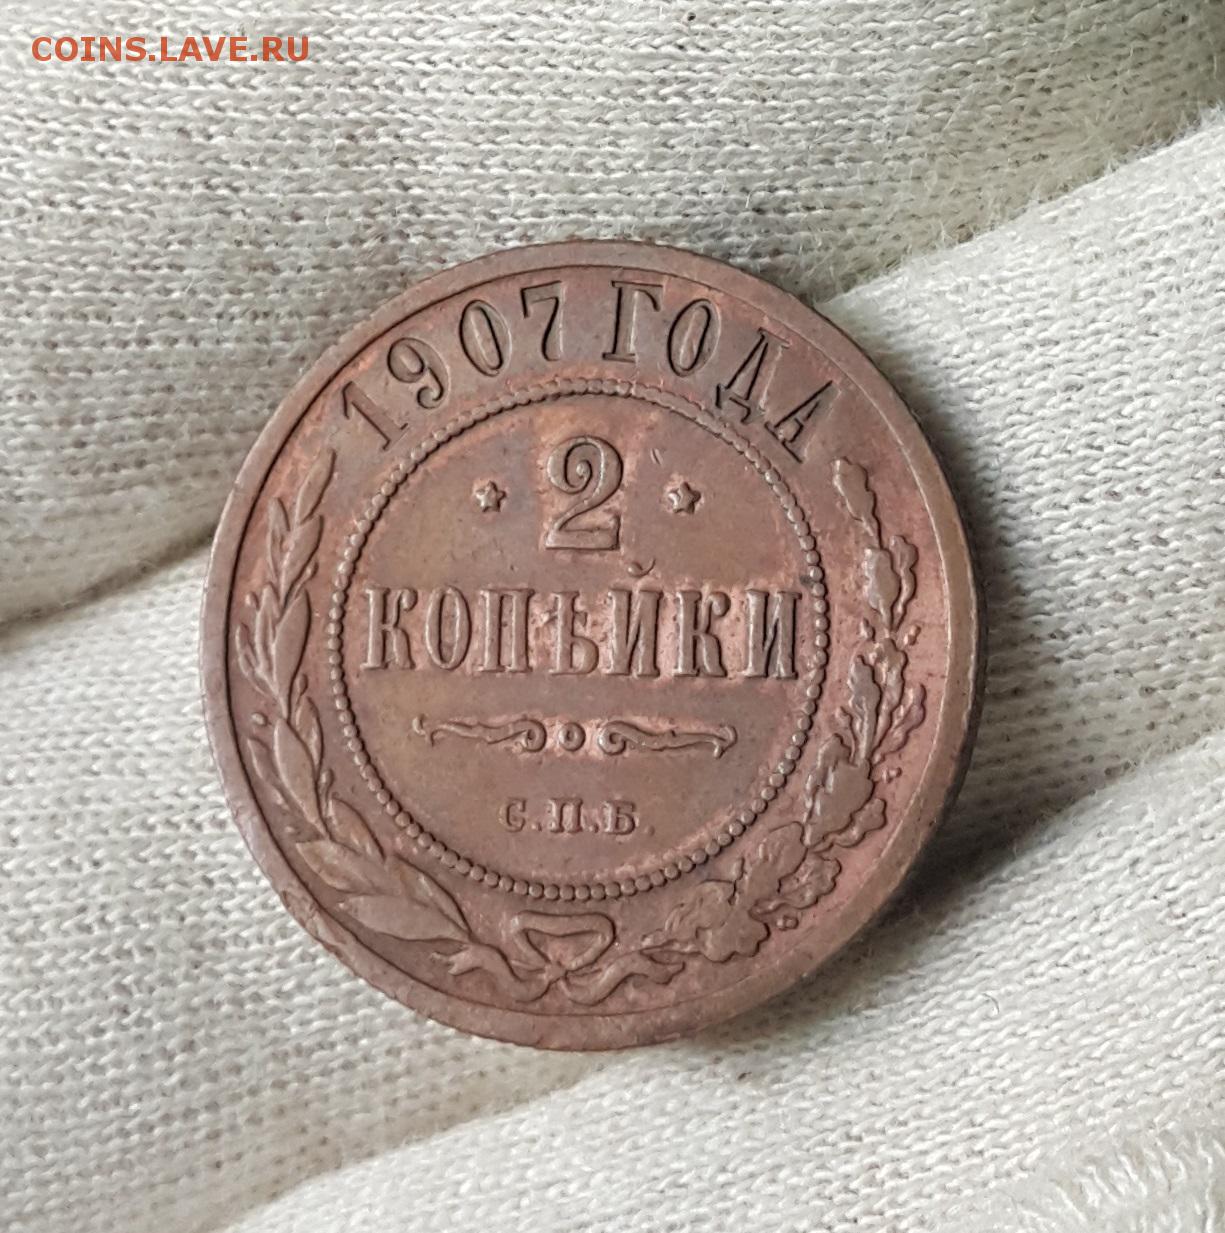 COINS.LAVE.RU
1907 ГОДА
2
КОПѢЙКИ
С.П.Б.